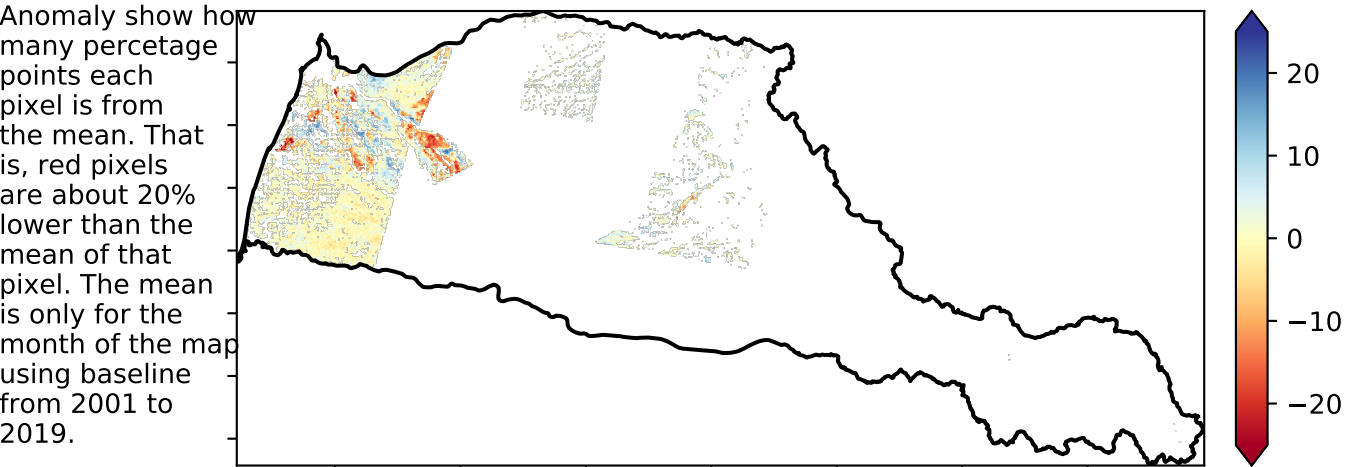 Anomaly show how
many percetage
points each
pixel is from
the mean. That
is, red pixels
are about 20%
lower than the
mean of that
pixel. The mean
is only for the
month of the map
using baseline
from 2001 to
2019.
20
10
0
−10
−20